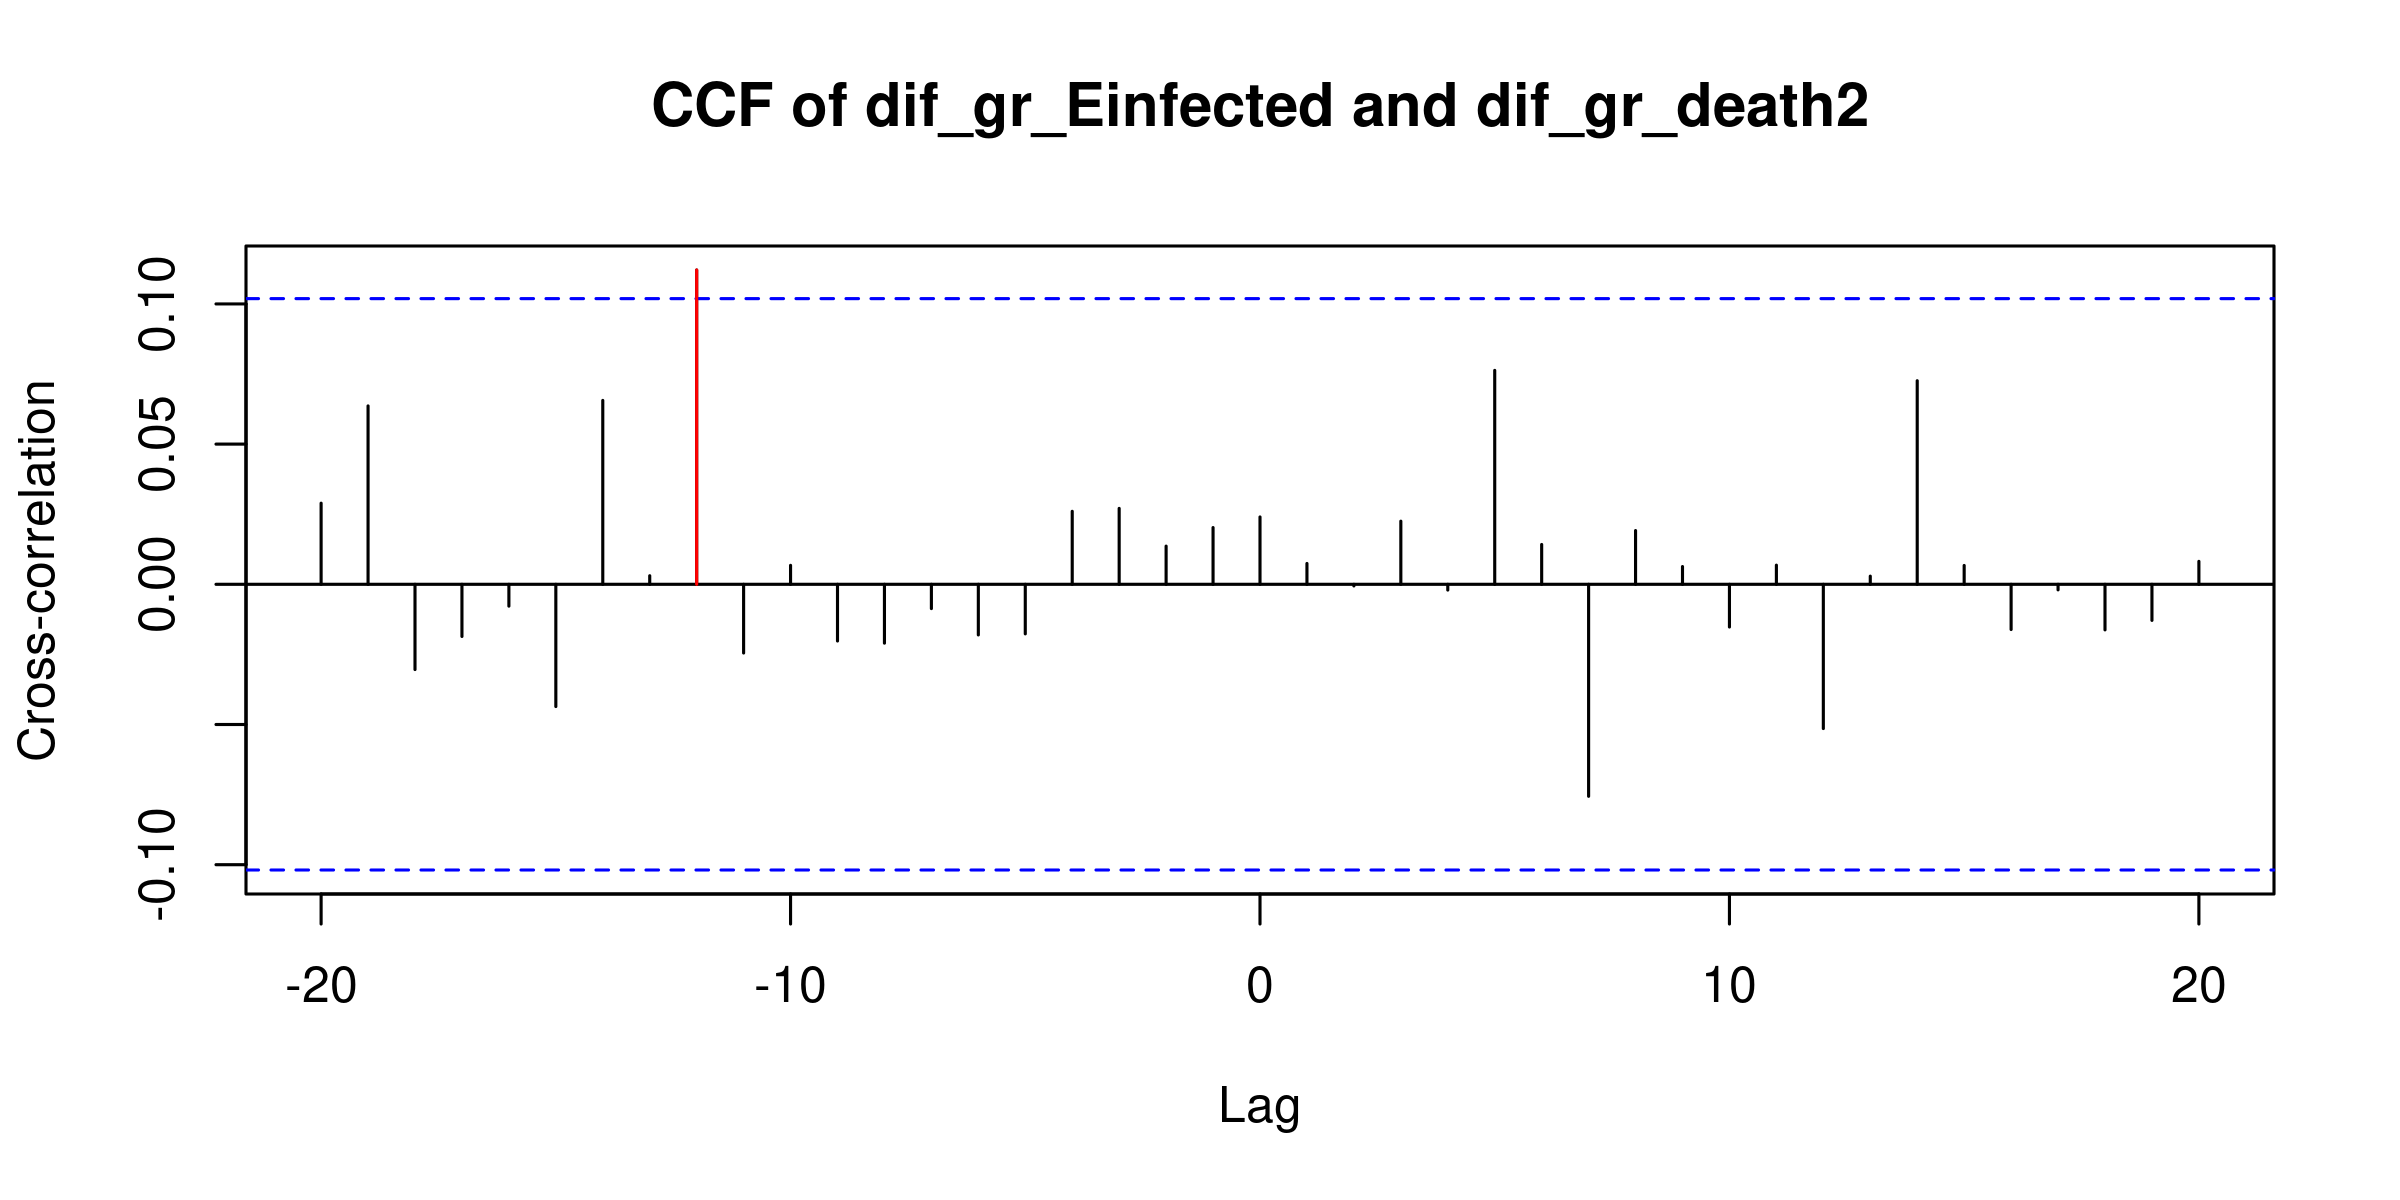 CCF of dif_gr_Einfected and dif_gr_death2
Cross-correlation
0.10
0.05
0.00
-0.10
-20 -10 0 10 20
Lag